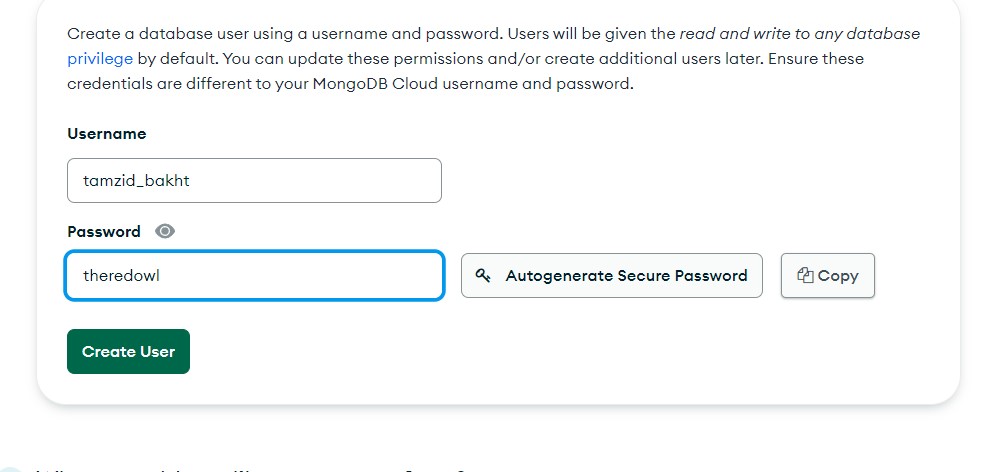 Create a database user using a username and password. Users will be given the read and write to any database
privilege by default. You can update these permissions and/or create additional users later. Ensure these
credentials are different to your MongoDB Cloud username and password.
Username
tamzid_bakht
Password
theredowl
Autogenerate Secure Password
Copy
Create User